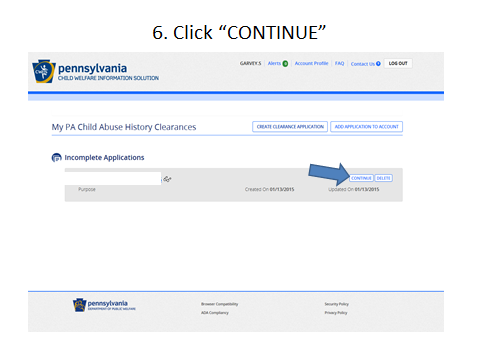 6. Click “CONTINUE”
pennsylvania
CHILD WELFARE INFORMATION SOLUTION
GARVEY.S Alerts Account Profile FAQ Contact Us LOG OUT
My PA Child Abuse History Clearances
CREATE CLEARANCE APPLICATION ADD APPLICATION TO ACCOUNT
Incomplete Applications
CONTINUE DELETE
Purpose Created On 01/13/2015 Updated On 01/13/2015
pennsylvania
DEPARTMENT OF PUBLIC WELFARE
Browser Compatibility Security Policy
ADA Compliancy Privacy Policy